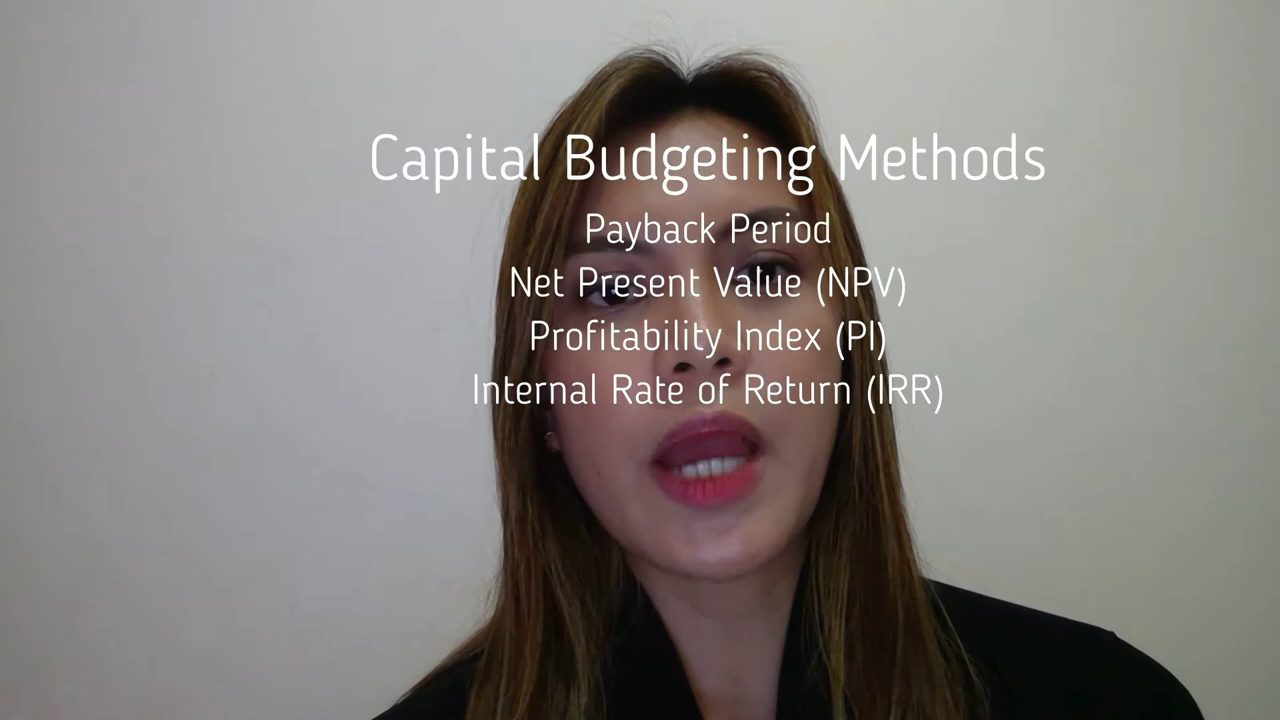 Capital Budgeting Methods
Payback Period
Net Present Value (NPV)
Profitability Index (PI)
Internal Rate of Return (IRR)